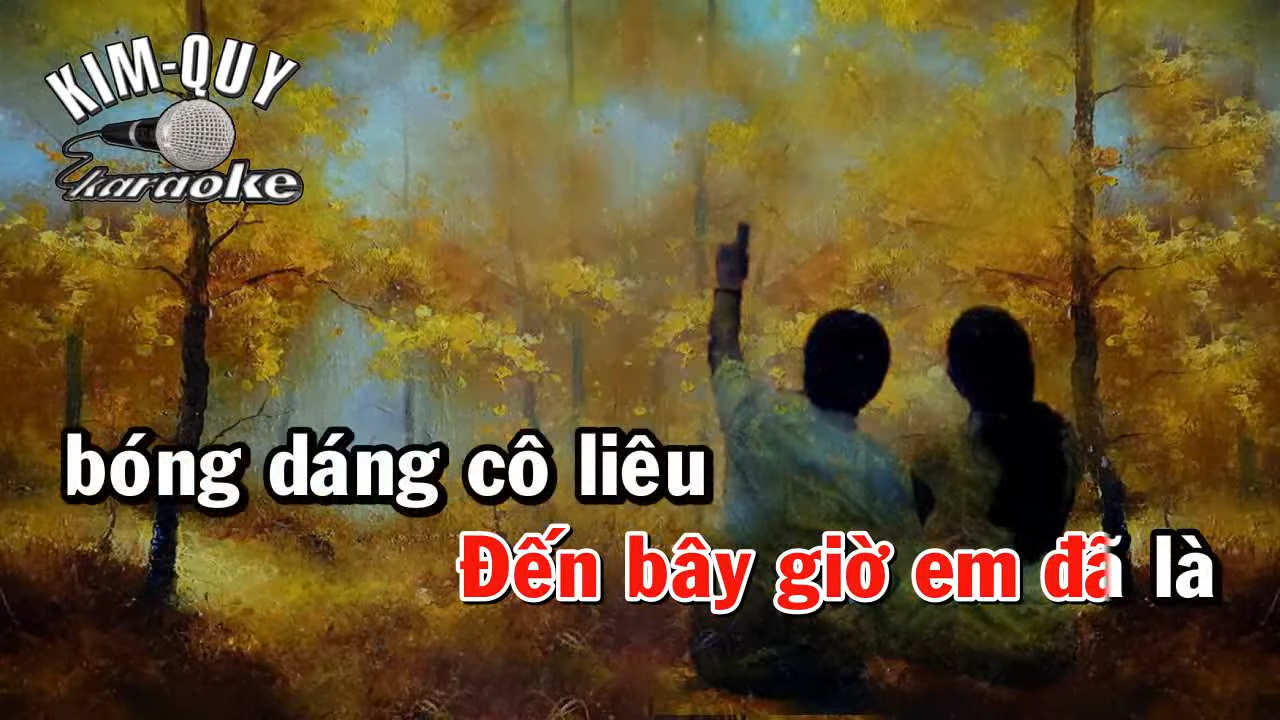 KIM-QUY
karaoke
bóng dáng cô liêu
Đến bây giờ em đã là